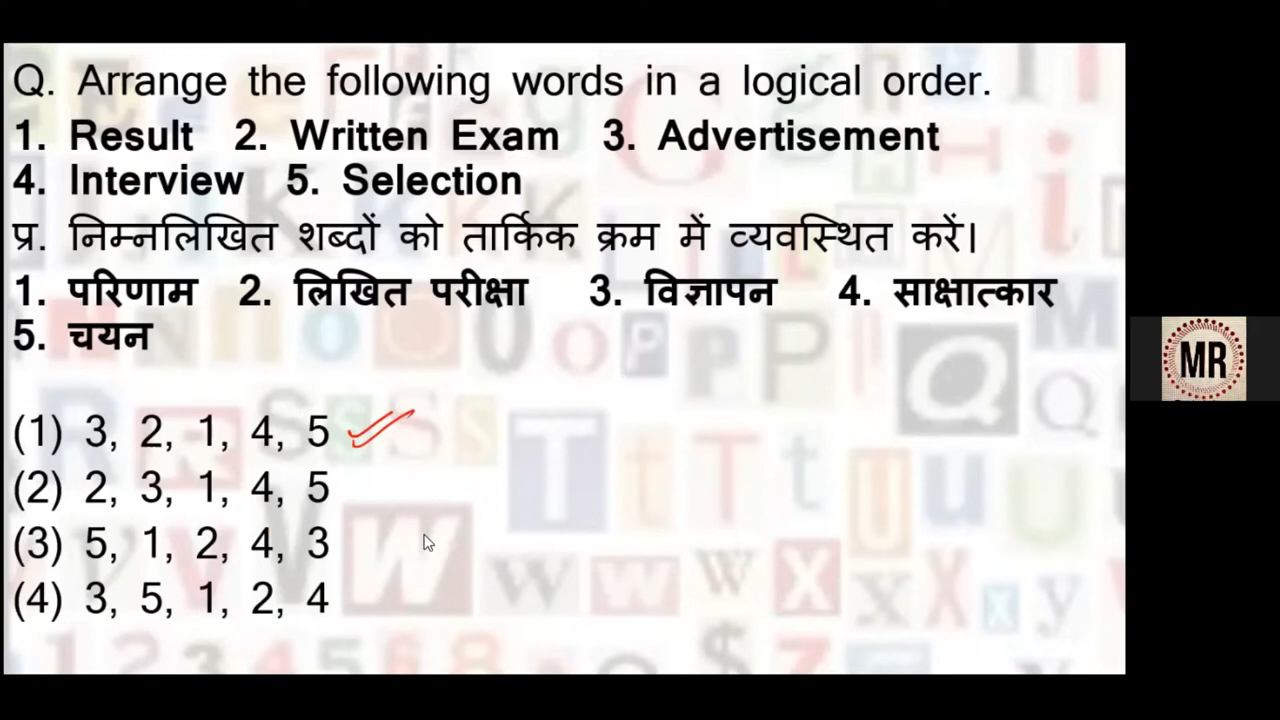 Q. Arrange the following words in a logical order.
1. Result 2. Written Exam 3. Advertisement
4. Interview 5. Selection
प्र. निम्नलिखित शब्दों को तार्किक क्रम में व्यवस्थित करें।
1. परिणाम 2. लिखित परीक्षा 3. विज्ञापन 4. साक्षात्कार
5. चयन
(1) 3, 2, 1, 4, 5
(2) 2, 3, 1, 4, 5
(3) 5, 1, 2, 4, 3
(4) 3, 5, 1, 2, 4
MR